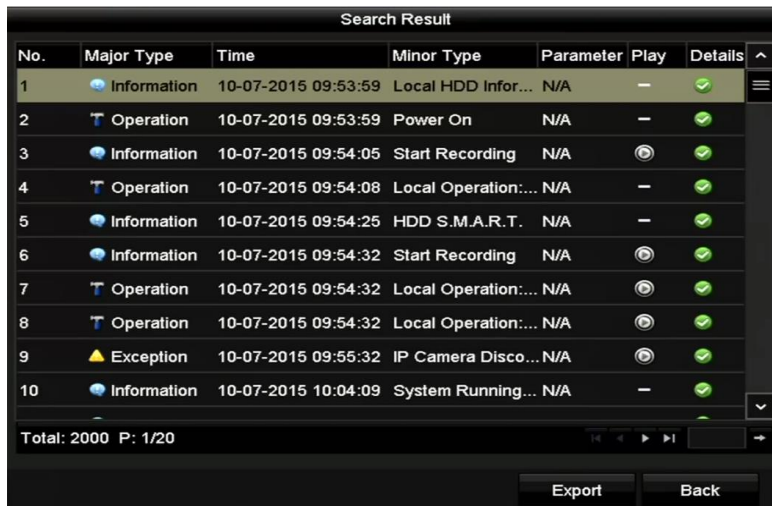 Search Result
No. Major Type Time Minor Type Parameter Play Details
1 Information 10-07-2015 09:53:59 Local HDD Infor... N/A –
2 Operation 10-07-2015 09:53:59 Power On N/A –
3 Information 10-07-2015 09:54:05 Start Recording N/A
4 Operation 10-07-2015 09:54:08 Local Operation:... N/A –
5 Information 10-07-2015 09:54:25 HDD S.M.A.R.T. N/A –
6 Information 10-07-2015 09:54:32 Start Recording N/A
7 Operation 10-07-2015 09:54:32 Local Operation:... N/A
8 Operation 10-07-2015 09:54:32 Local Operation:... N/A
9 Exception 10-07-2015 09:55:32 IP Camera Disco... N/A
10 Information 10-07-2015 10:04:09 System Running... N/A –
Total: 2000 P: 1/20
Export Back